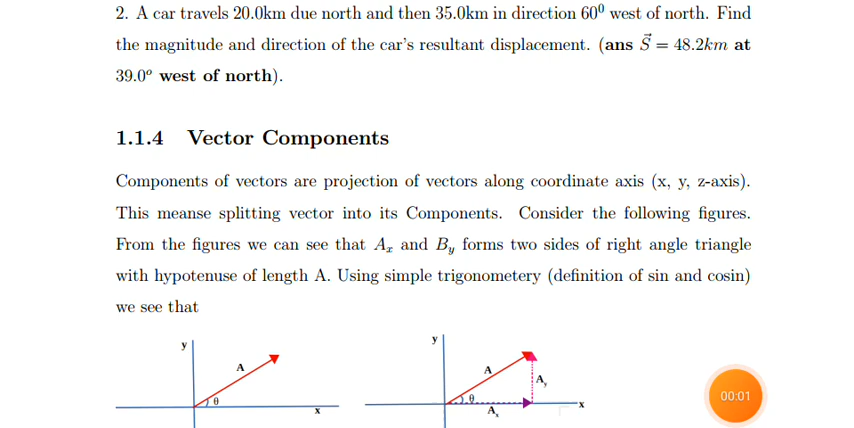 2. A car travels 20.0km due north and then 35.0km in direction 60⁰ west of north. Find
the magnitude and direction of the car's resultant displacement. (ans S⃗ = 48.2km at
39.0° west of north).
1.1.4 Vector Components
Components of vectors are projection of vectors along coordinate axis (x, y, z-axis).
This meanse splitting vector into its Components. Consider the following figures.
From the figures we can see that Aₓ and B_y forms two sides of right angle triangle
with hypotenuse of length A. Using simple trigonometery (definition of sin and cosin)
we see that
y
A
θ
x
y
A
A_y
θ
Aₓ
x
00:01